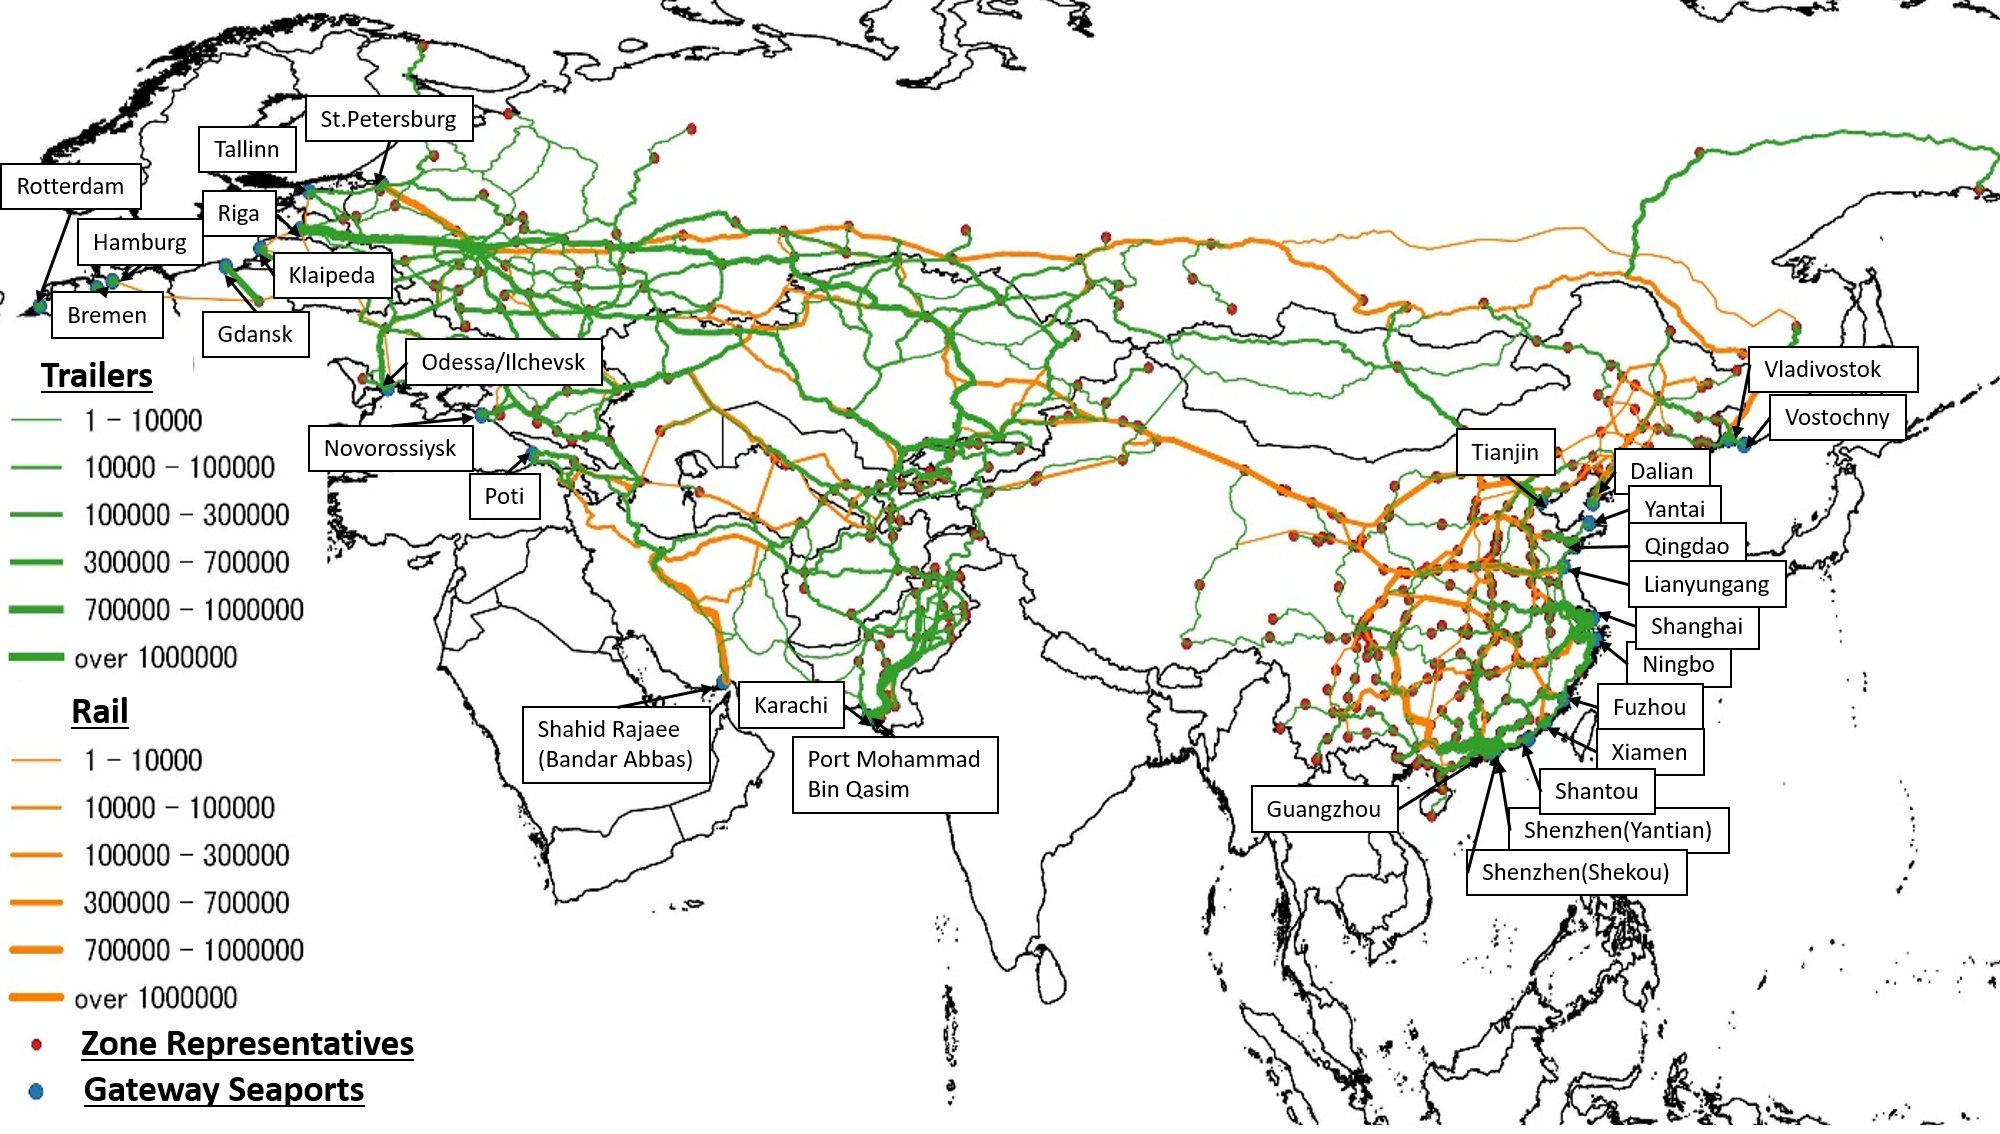 St.Petersburg
Tallinn
Rotterdam
Riga
Hamburg
Klaipeda
Bremen
Gdansk
Odessa/Ilchevsk
Novorossiysk
Poti
Trailers
1 - 10000
10000 - 100000
100000 - 300000
300000 - 700000
700000 - 1000000
over 1000000
Rail
1 - 10000
10000 - 100000
100000 - 300000
300000 - 700000
700000 - 1000000
over 1000000
Zone Representatives
Gateway Seaports
Shahid Rajaee
(Bandar Abbas)
Karachi
Port Mohammad
Bin Qasim
Vladivostok
Vostochny
Tianjin
Dalian
Yantai
Qingdao
Lianyungang
Shanghai
Ningbo
Fuzhou
Xiamen
Shantou
Guangzhou
Shenzhen(Yantian)
Shenzhen(Shekou)